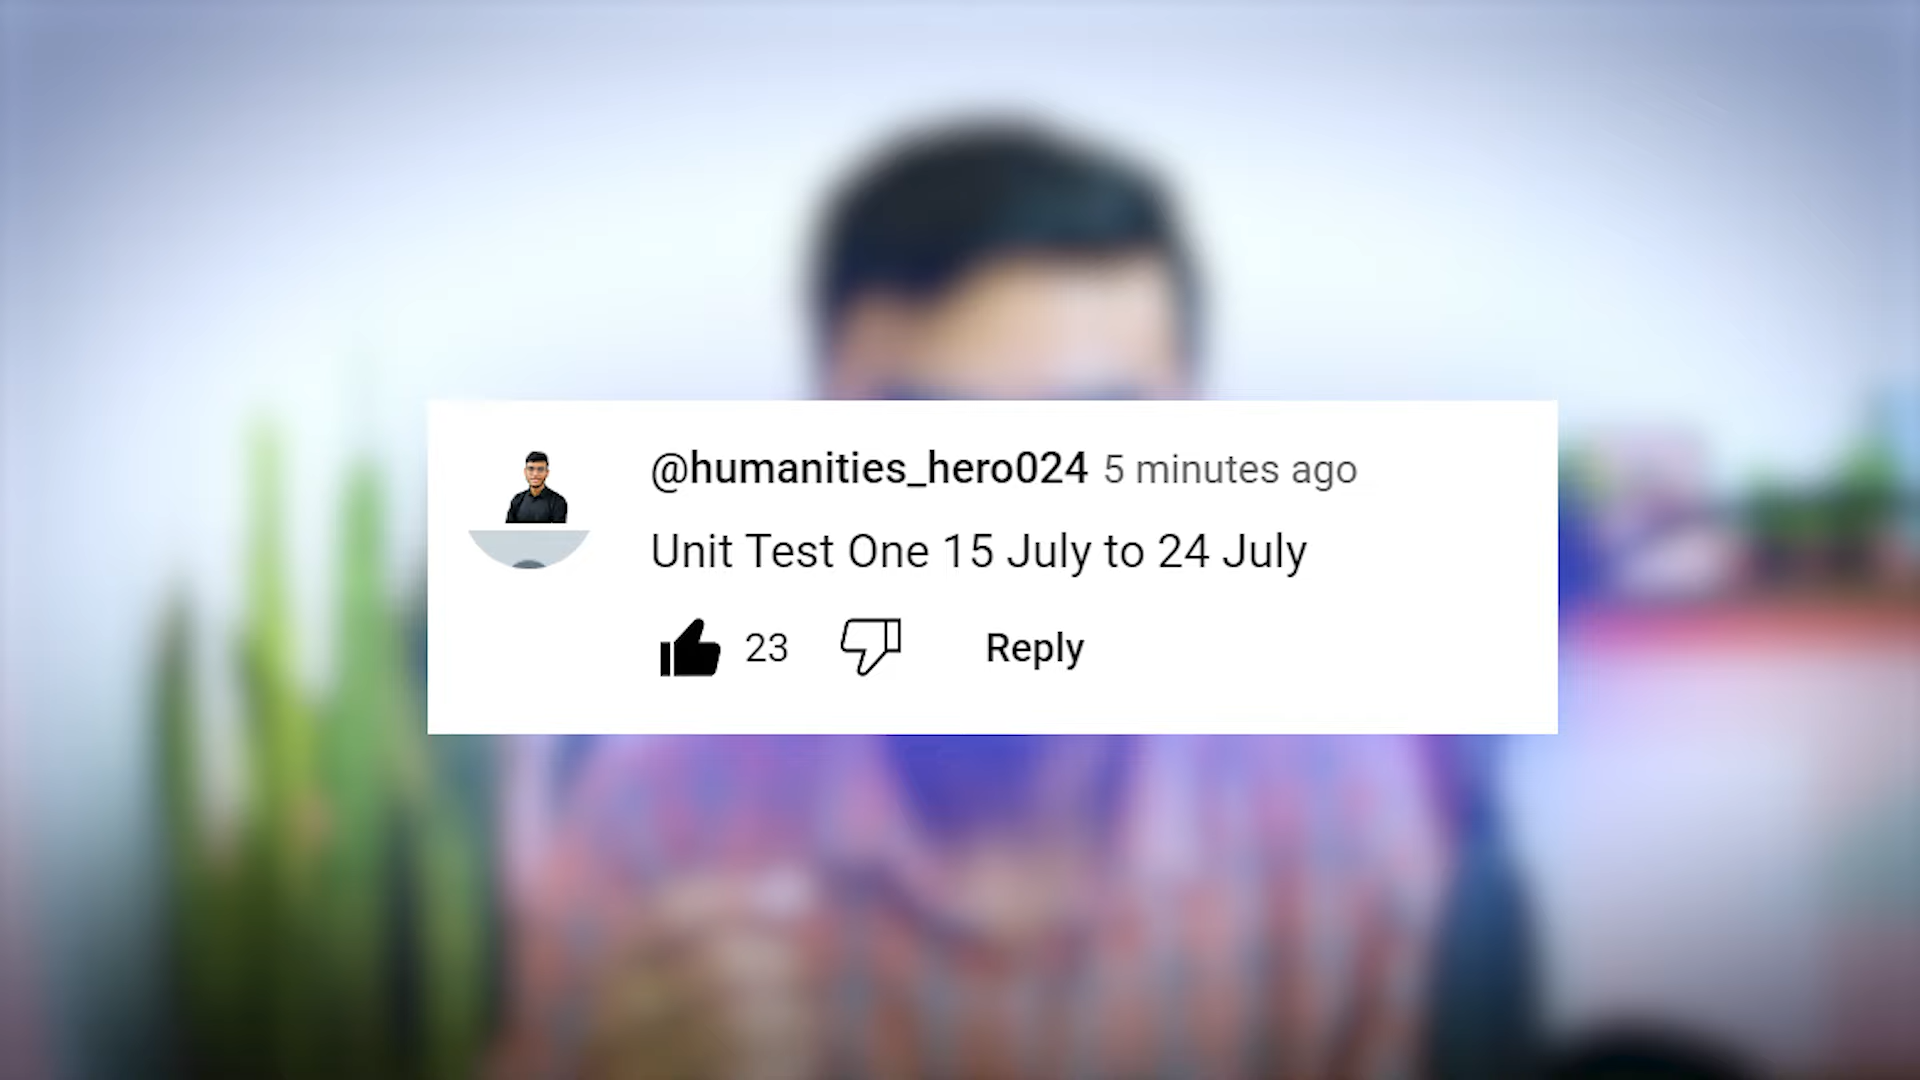 @humanities_hero024 5 minutes ago
Unit Test One 15 July to 24 July
23 Reply